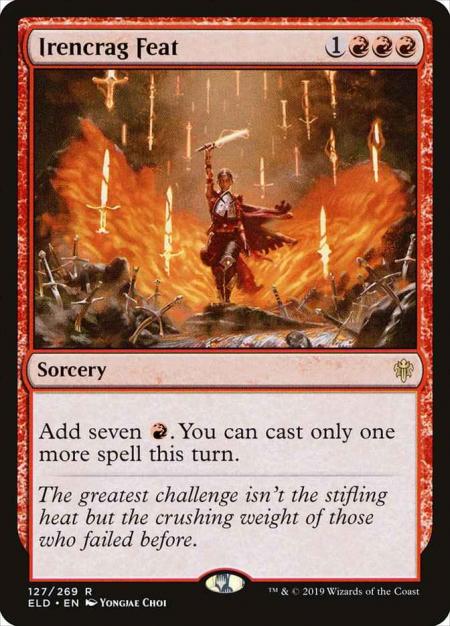 Irencrag Feat 1
Sorcery
Add seven . You can cast only one
more spell this turn.
The greatest challenge isn't the stifling
heat but the crushing weight of those
who failed before.
127/269 R
ELD • EN YONGJAE CHOI
™ & © 2019 Wizards of the Coast